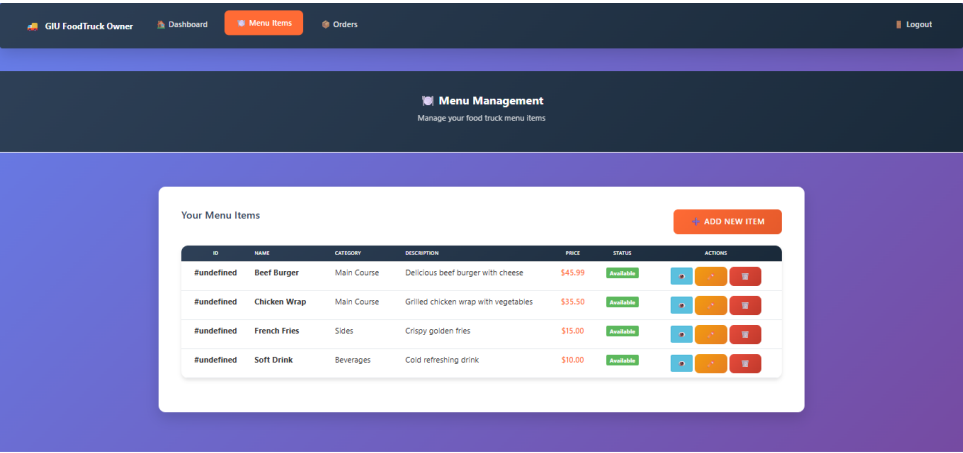 GIU FoodTruck Owner Dashboard Menu Items Orders Logout
Menu Management
Manage your food truck menu items
Your Menu Items
ADD NEW ITEM
ID NAME CATEGORY DESCRIPTION PRICE STATUS ACTIONS
#undefined Beef Burger Main Course Delicious beef burger with cheese $45.99 Available
#undefined Chicken Wrap Main Course Grilled chicken wrap with vegetables $35.50 Available
#undefined French Fries Sides Crispy golden fries $15.00 Available
#undefined Soft Drink Beverages Cold refreshing drink $10.00 Available